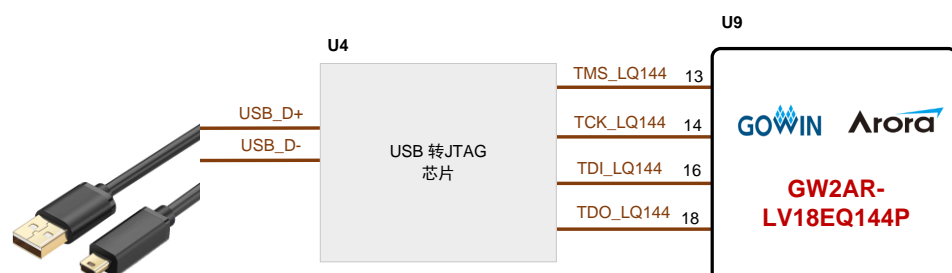 U9
U4
TMS_LQ144 13
USB_D+
TCK_LQ144 14
GOWIN Arora
USB_D-
USB 转JTAG
芯片
TDI_LQ144 16
GW2AR-
LV18EQ144P
TDO_LQ144 18